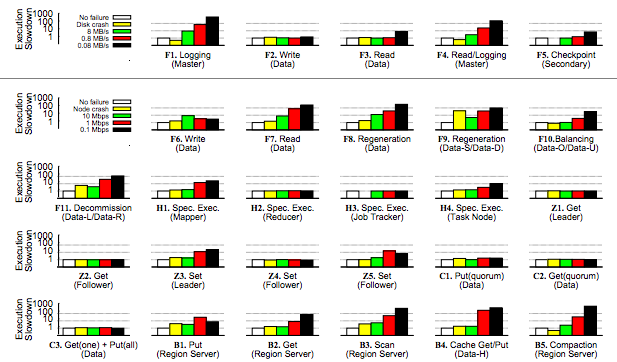 Execution
Slowdown
1000
100
10
1
No failure
Disk crash
8 MB/s
0.8 MB/s
0.08 MB/s
F1. Logging
(Master)
F2. Write
(Data)
F3. Read
(Data)
F4. Read/Logging
(Master)
F5. Checkpoint
(Secondary)
Execution
Slowdown
1000
100
10
1
No failure
Node crash
10 Mbps
1 Mbps
0.1 Mbps
F6. Write
(Data)
F7. Read
(Data)
F8. Regeneration
(Data)
F9. Regeneration
(Data-S/Data-D)
F10.Balancing
(Data-O/Data-U)
Execution
Slowdown
1000
100
10
1
F11. Decommission
(Data-L/Data-R)
H1. Spec. Exec.
(Mapper)
H2. Spec. Exec.
(Reducer)
H3. Spec. Exec.
(Job Tracker)
H4. Spec. Exec.
(Task Node)
Z1. Get
(Leader)
Execution
Slowdown
1000
100
10
1
Z2. Get
(Follower)
Z3. Set
(Leader)
Z4. Set
(Follower)
Z5. Set
(Follower)
C1. Put(quorum)
(Data)
C2. Get(quorum)
(Data)
Execution
Slowdown
1000
100
10
1
C3. Get(one) + Put(all)
(Data)
B1. Put
(Region Server)
B2. Get
(Region Server)
B3. Scan
(Region Server)
B4. Cache Get/Put
(Data-H)
B5. Compaction
(Region Server)